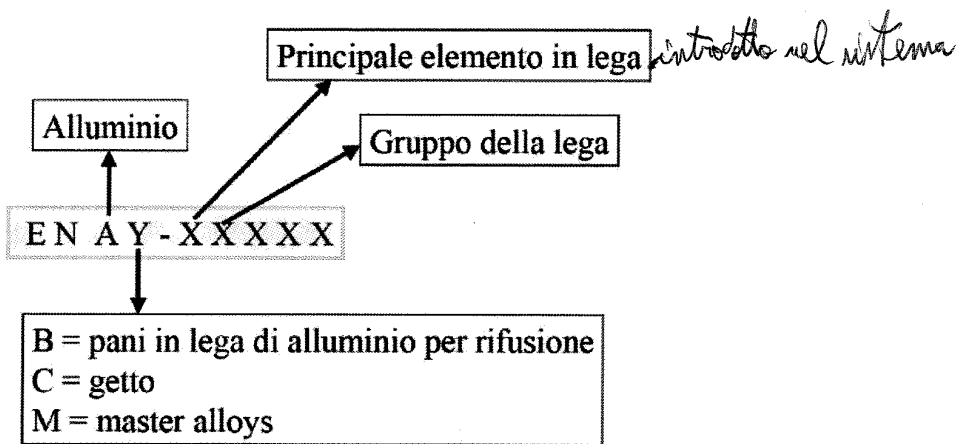 Principale elemento in lega introdotto nel sistema
Alluminio
Gruppo della lega
E N A Y - X X X X X
B = pani in lega di alluminio per rifusione
C = getto
M = master alloys